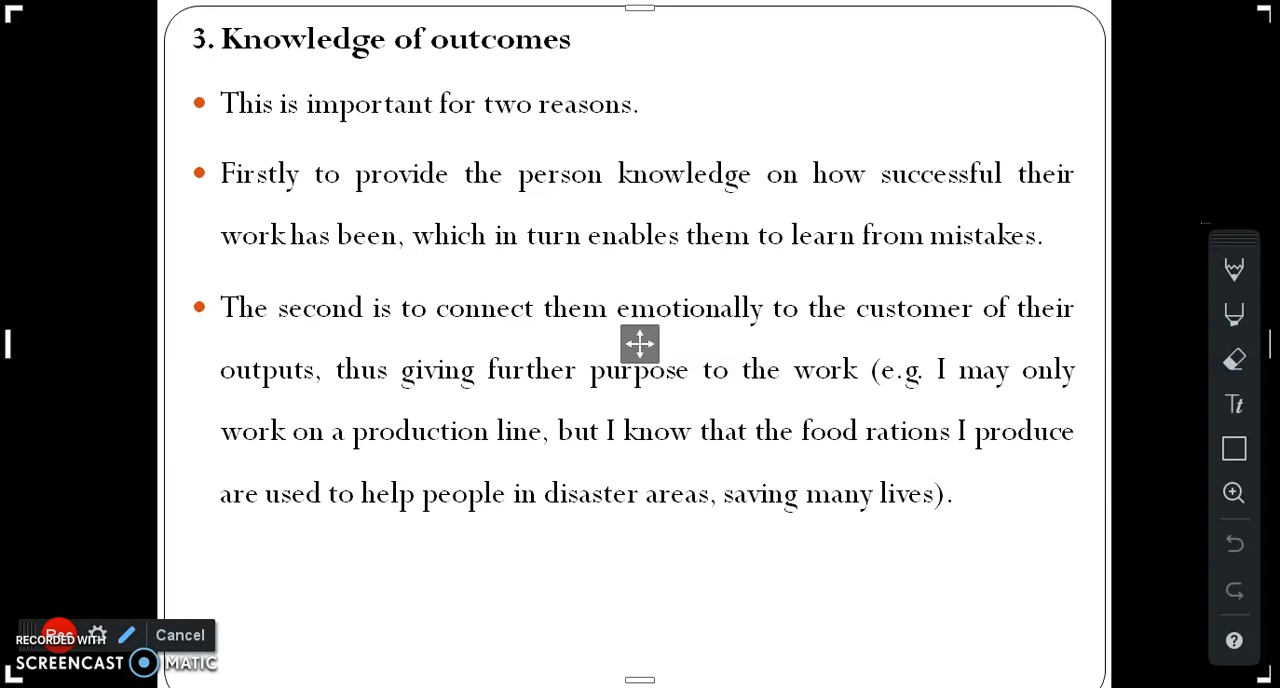 3. Knowledge of outcomes
This is important for two reasons.
Firstly to provide the person knowledge on how successful their
work has been, which in turn enables them to learn from mistakes.
The second is to connect them emotionally to the customer of their
outputs, thus giving further purpose to the work (e.g. I may only
work on a production line, but I know that the food rations I produce
are used to help people in disaster areas, saving many lives).
Tt
Rec
Cancel
RECORDED WITH
SCREENCAST MATIC
?